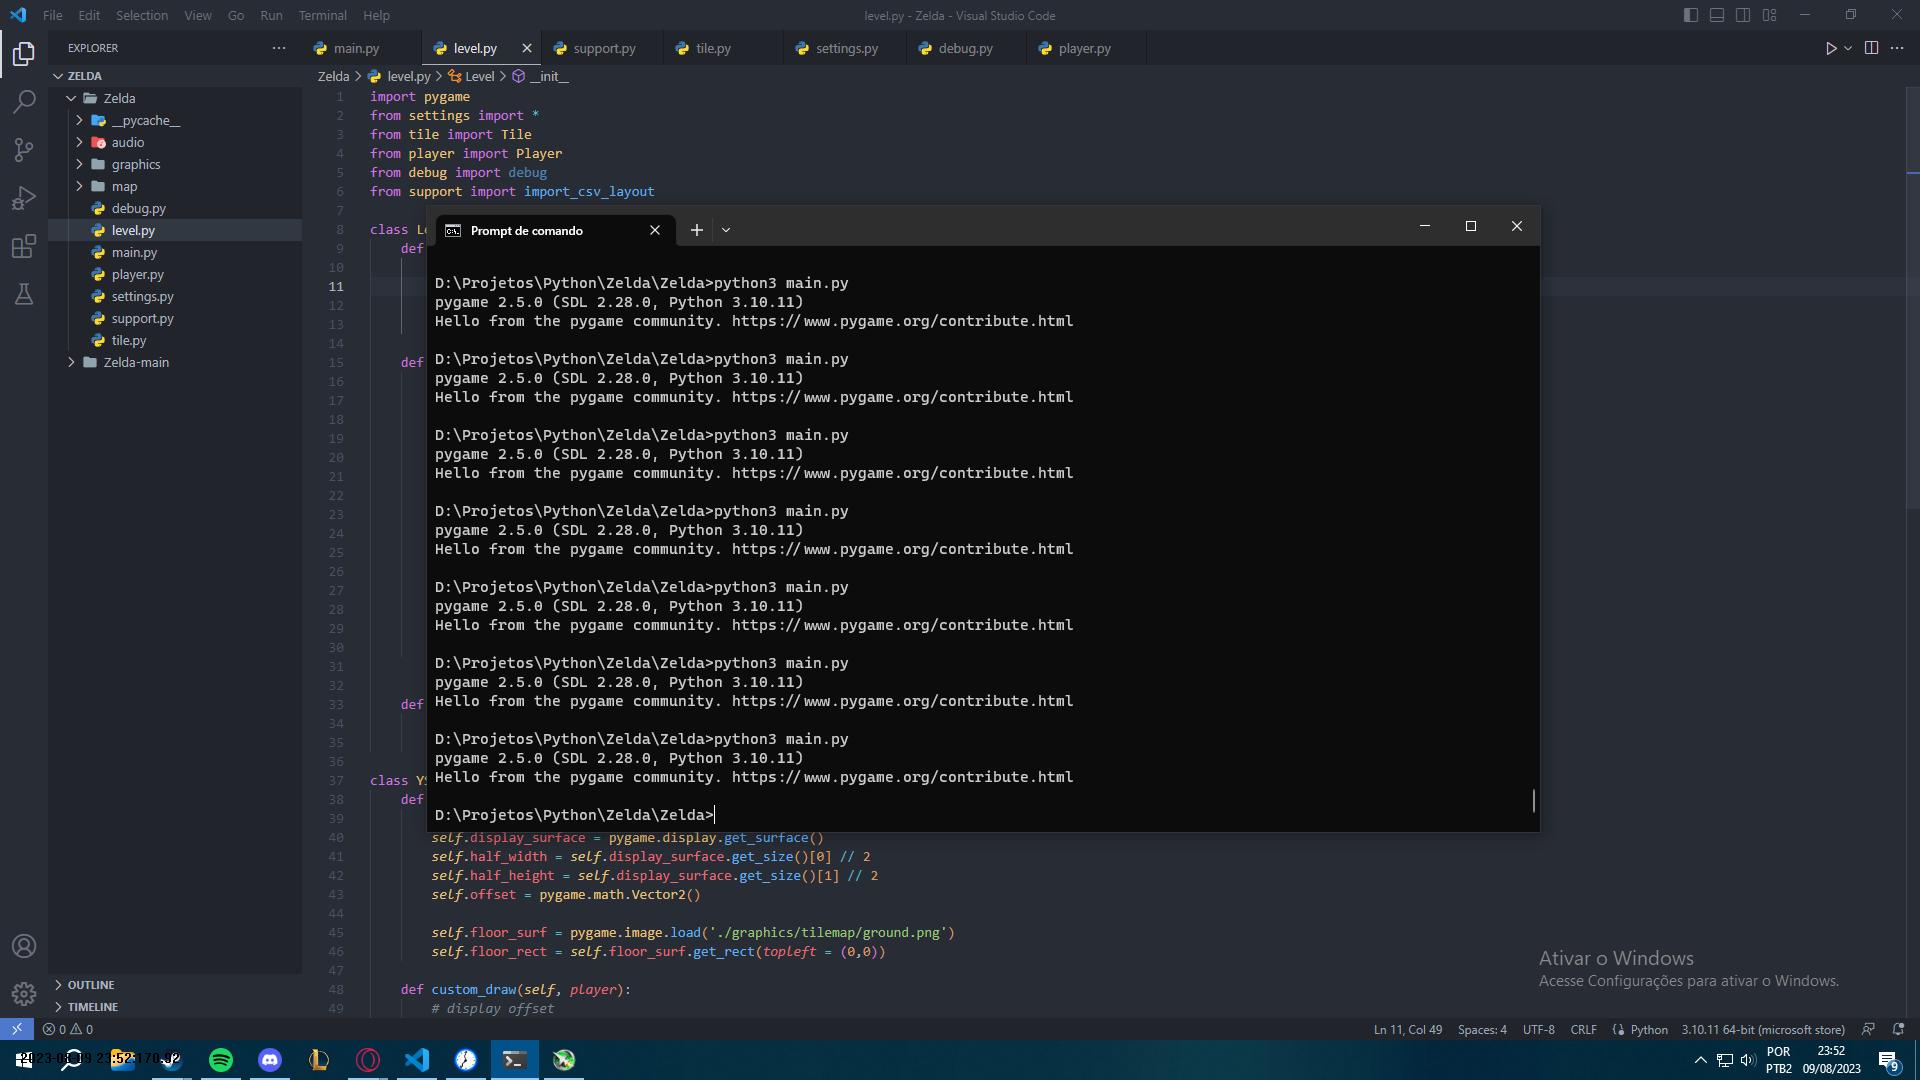 File Edit Selection View Go Run Terminal Help
level.py - Zelda - Visual Studio Code
EXPLORER
main.py
level.py
support.py
tile.py
settings.py
debug.py
player.py
ZELDA
Zelda
__pycache__
audio
graphics
map
debug.py
level.py
main.py
player.py
settings.py
support.py
tile.py
Zelda-main
OUTLINE
TIMELINE
Zelda > level.py > Level > __init__
1 import pygame
2 from settings import *
3 from tile import Tile
4 from player import Player
5 from debug import debug
6 from support import import_csv_layout
7
8 class
9 def
10
11
12
13
14
15 def
16
17
18
19
20
21
22
23
24
25
26
27
28
29
30
31
32
33 def
34
35
36
37 class
38 def
39
40 self.display_surface = pygame.display.get_surface()
41 self.half_width = self.display_surface.get_size()[0] // 2
42 self.half_height = self.display_surface.get_size()[1] // 2
43 self.offset = pygame.math.Vector2()
44
45 self.floor_surf = pygame.image.load('./graphics/tilemap/ground.png')
46 self.floor_rect = self.floor_surf.get_rect(topleft = (0,0))
47
48 def custom_draw(self, player):
49 # display offset
Prompt de comando
D:\Projetos\Python\Zelda\Zelda>python3 main.py
pygame 2.5.0 (SDL 2.28.0, Python 3.10.11)
Hello from the pygame community. https://www.pygame.org/contribute.html
D:\Projetos\Python\Zelda\Zelda>python3 main.py
pygame 2.5.0 (SDL 2.28.0, Python 3.10.11)
Hello from the pygame community. https://www.pygame.org/contribute.html
D:\Projetos\Python\Zelda\Zelda>python3 main.py
pygame 2.5.0 (SDL 2.28.0, Python 3.10.11)
Hello from the pygame community. https://www.pygame.org/contribute.html
D:\Projetos\Python\Zelda\Zelda>python3 main.py
pygame 2.5.0 (SDL 2.28.0, Python 3.10.11)
Hello from the pygame community. https://www.pygame.org/contribute.html
D:\Projetos\Python\Zelda\Zelda>python3 main.py
pygame 2.5.0 (SDL 2.28.0, Python 3.10.11)
Hello from the pygame community. https://www.pygame.org/contribute.html
D:\Projetos\Python\Zelda\Zelda>python3 main.py
pygame 2.5.0 (SDL 2.28.0, Python 3.10.11)
Hello from the pygame community. https://www.pygame.org/contribute.html
D:\Projetos\Python\Zelda\Zelda>python3 main.py
pygame 2.5.0 (SDL 2.28.0, Python 3.10.11)
Hello from the pygame community. https://www.pygame.org/contribute.html
D:\Projetos\Python\Zelda\Zelda>
Ativar o Windows
Acesse Configurações para ativar o Windows.
0 0
Ln 11, Col 49 Spaces: 4 UTF-8 CRLF Python 3.10.11 64-bit (microsoft store)
POR
PTB2
23:52
09/08/2023
9